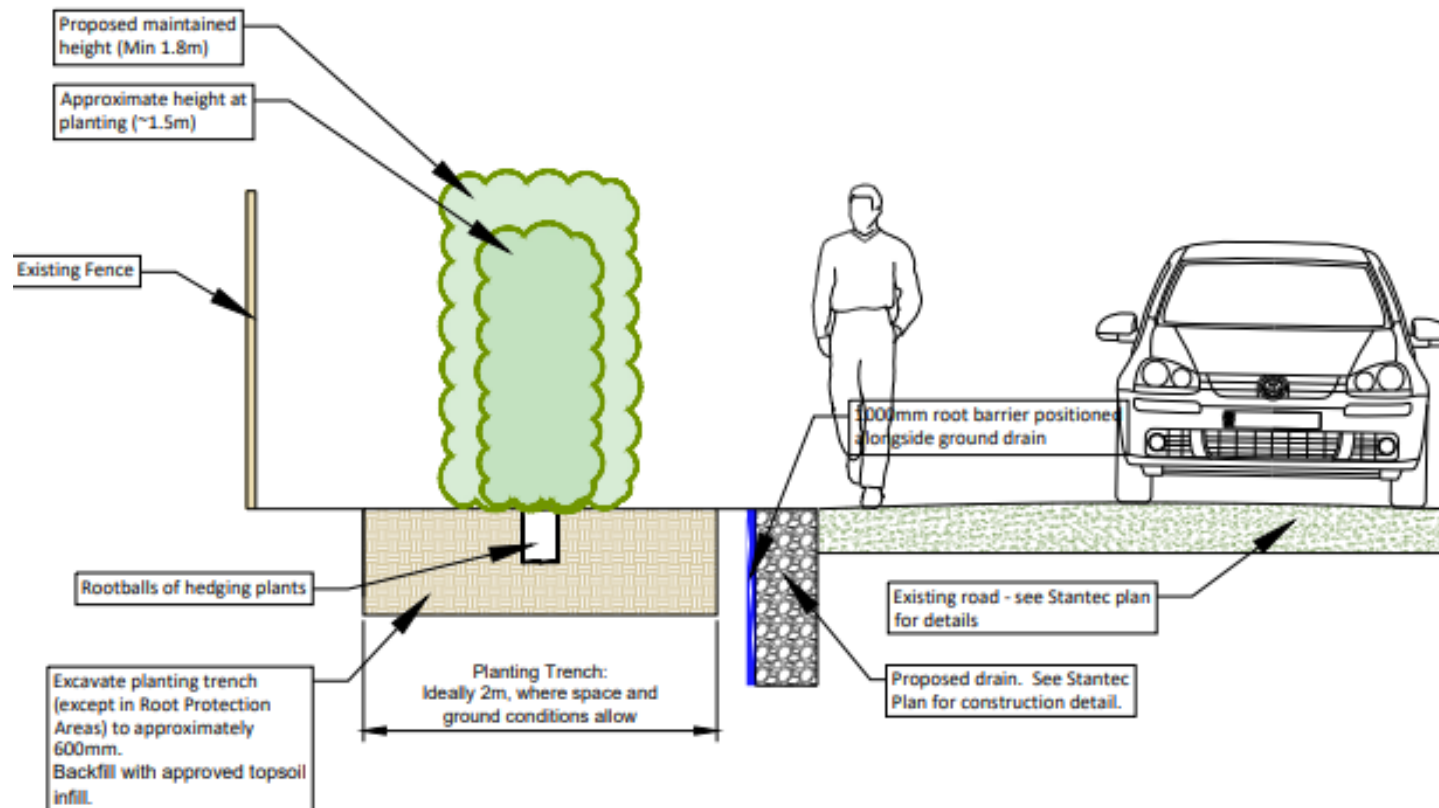 Proposed maintained
height (Min 1.8m)
Approximate height at
planting (~1.5m)
Existing Fence
1000mm root barrier positioned
alongside ground drain
Rootballs of hedging plants
Existing road - see Stantec plan
for details
Excavate planting trench
(except in Root Protection
Areas) to approximately
600mm.
Backfill with approved topsoil
infill.
Planting Trench:
Ideally 2m, where space and
ground conditions allow
Proposed drain. See Stantec
Plan for construction detail.